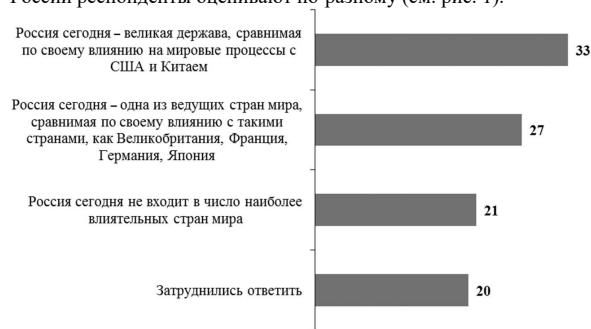 России респонденты оценивают по-разному (см. рис. 1).
Россия сегодня – великая держава, сравнимая
по своему влиянию на мировые процессы с
США и Китаем
33
Россия сегодня – одна из ведущих стран мира,
сравнимая по своему влиянию с такими
странами, как Великобритания, Франция,
Германия, Япония
27
Россия сегодня не входит в число наиболее
влиятельных стран мира
21
Затруднились ответить
20